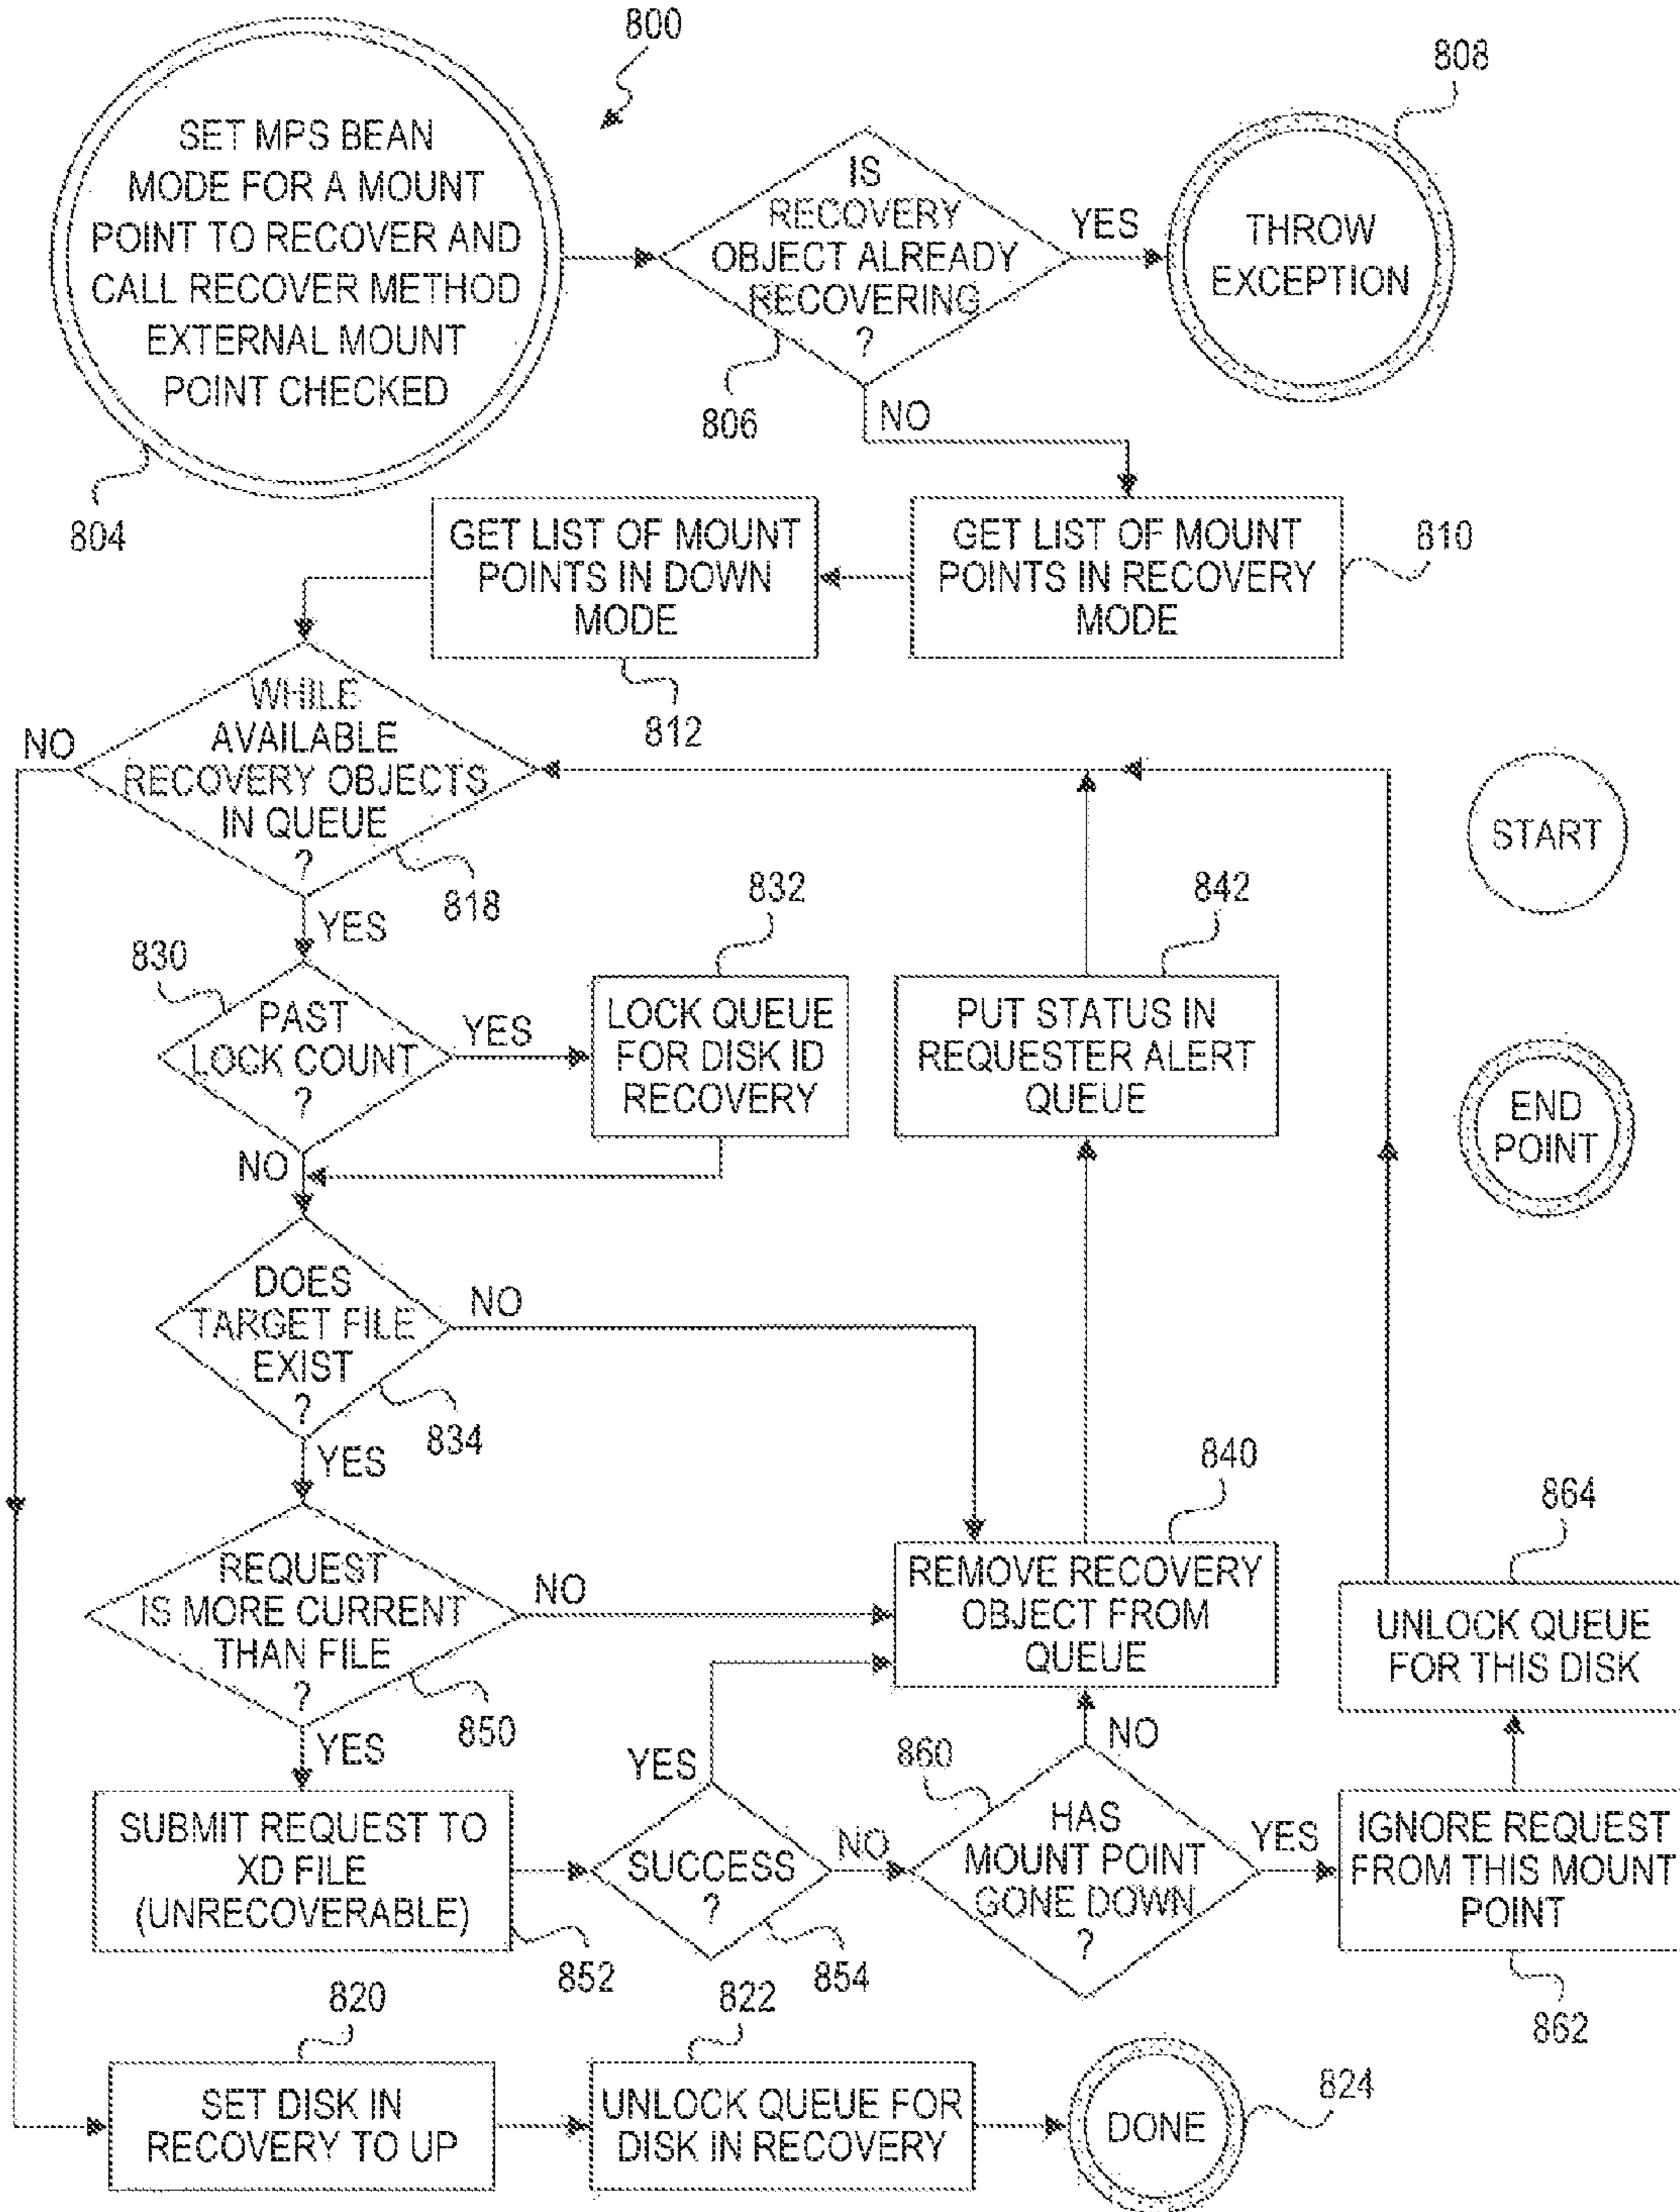 800
808
SET MPS BEAN
MODE FOR A MOUNT
POINT TO RECOVER AND
CALL RECOVER METHOD
EXTERNAL MOUNT
POINT CHECKED
804
IS
RECOVERY
OBJECT ALREADY
RECOVERING
?
806
YES
NO
THROW
EXCEPTION
GET LIST OF MOUNT
POINTS IN DOWN
MODE
812
GET LIST OF MOUNT
POINTS IN RECOVERY
MODE
810
NO
WHILE
AVAILABLE
RECOVERY OBJECTS
IN QUEUE
?
818
YES
START
830
PAST
LOCK COUNT
?
YES
NO
832
LOCK QUEUE
FOR DISK ID
RECOVERY
842
PUT STATUS IN
REQUESTER ALERT
QUEUE
END
POINT
DOES
TARGET FILE
EXIST
?
834
NO
YES
840
REMOVE RECOVERY
OBJECT FROM
QUEUE
864
UNLOCK QUEUE
FOR THIS DISK
REQUEST
IS MORE CURRENT
THAN FILE
?
850
NO
YES
SUBMIT REQUEST TO
XD FILE
(UNRECOVERABLE)
852
YES
SUCCESS
?
854
NO
860
NO
HAS
MOUNT POINT
GONE DOWN
?
YES
IGNORE REQUEST
FROM THIS MOUNT
POINT
862
820
SET DISK IN
RECOVERY TO UP
822
UNLOCK QUEUE FOR
DISK IN RECOVERY
DONE
824